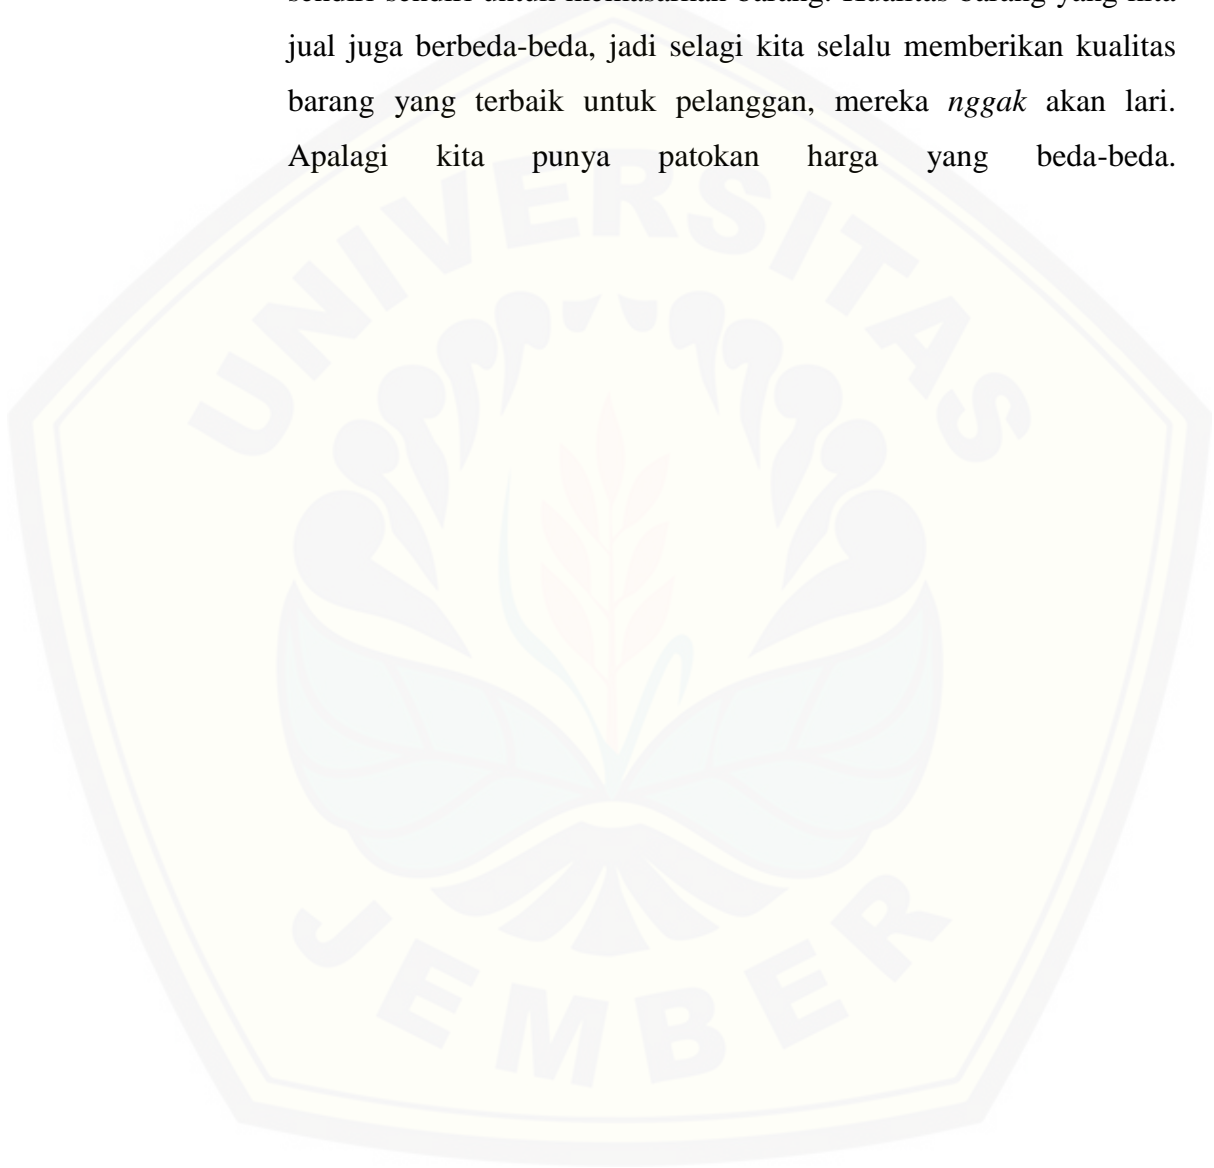 jual juga berbeda-beda, jadi selagi kita selalu memberikan kualitas
barang yang terbaik untuk pelanggan, mereka nggak akan lari.
Apalagi kita punya patokan harga yang beda-beda.
UNIVERSITAS
JEMBER